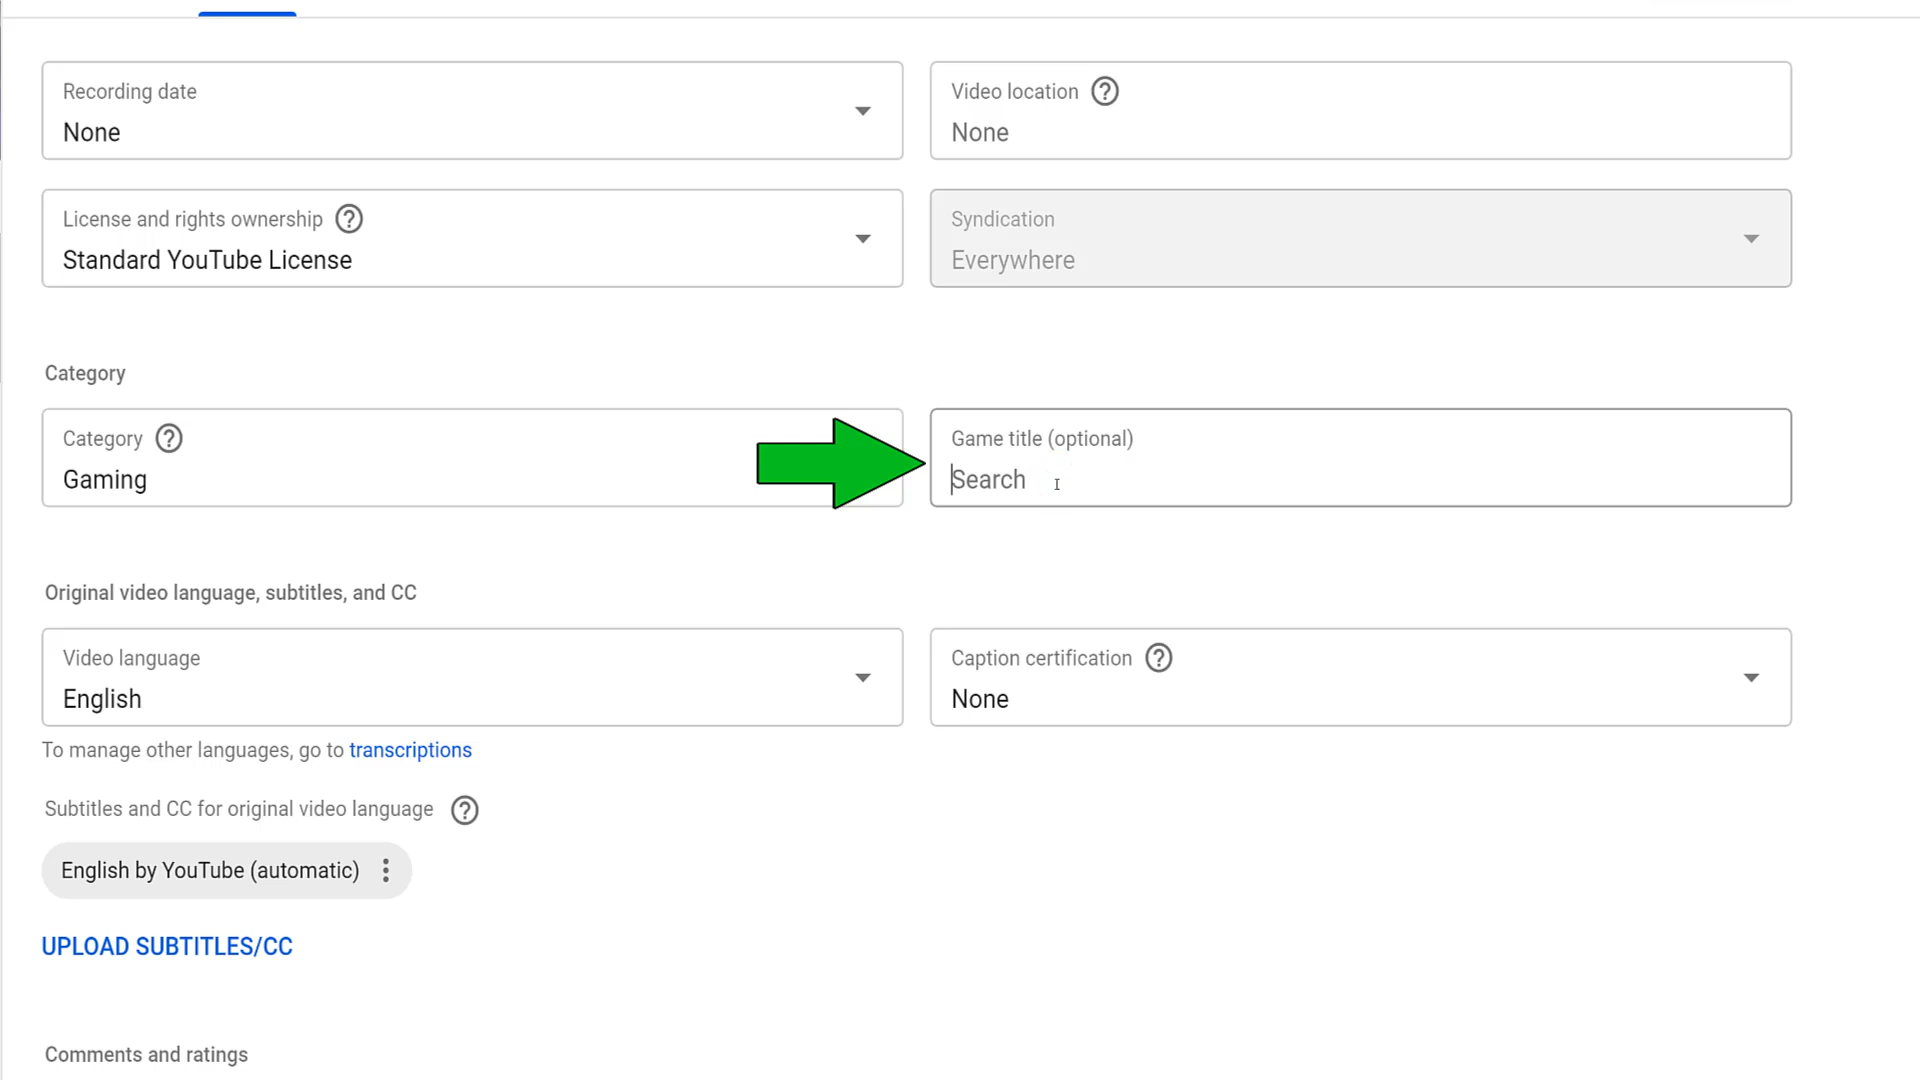 Recording date
None
Video location
None
License and rights ownership
Standard YouTube License
Syndication
Everywhere
Category
Category
Gaming
Game title (optional)
Search
Original video language, subtitles, and CC
Video language
English
Caption certification
None
To manage other languages, go to transcriptions
Subtitles and CC for original video language
English by YouTube (automatic)
UPLOAD SUBTITLES/CC
Comments and ratings